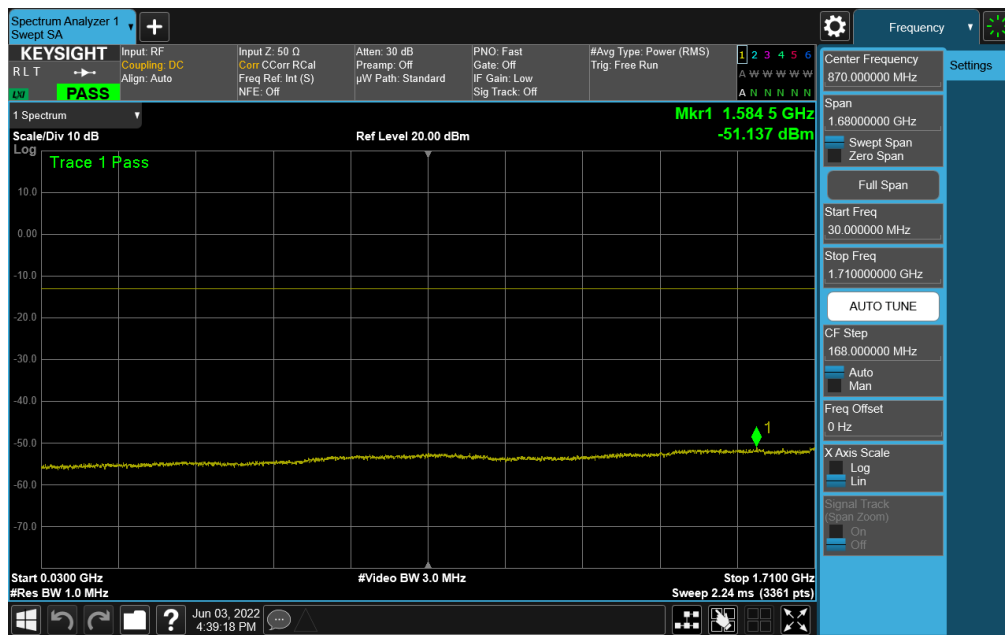 Spectrum Analyzer 1
Swept SA
Frequency
KEYSIGHT
R L T
LXI
PASS
Input: RF
Coupling: DC
Align: Auto
Input Z: 50 Ω
Corr CCorr RCal
Freq Ref: Int (S)
NFE: Off
Atten: 30 dB
Preamp: Off
µW Path: Standard
PNO: Fast
Gate: Off
IF Gain: Low
Sig Track: Off
#Avg Type: Power (RMS)
Trig: Free Run
1 2 3 4 5 6
A W W W W W
A N N N N N
1 Spectrum
Scale/Div 10 dB
Ref Level 20.00 dBm
Mkr1 1.584 5 GHz
-51.137 dBm
Log
Trace 1 Pass
10.0
0.00
-10.0
-20.0
-30.0
-40.0
-50.0
-60.0
-70.0
1
Start 0.0300 GHz
#Video BW 3.0 MHz
Stop 1.7100 GHz
#Res BW 1.0 MHz
Sweep 2.24 ms (3361 pts)
Center Frequency
870.000000 MHz
Settings
Span
1.68000000 GHz
Swept Span
Zero Span
Full Span
Start Freq
30.000000 MHz
Stop Freq
1.710000000 GHz
AUTO TUNE
CF Step
168.000000 MHz
Auto
Man
Freq Offset
0 Hz
X Axis Scale
Log
Lin
Signal Track
(Span Zoom)
On
Off
?
Jun 03, 2022
4:39:18 PM